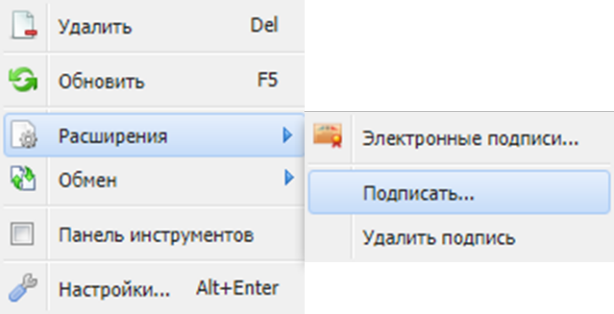 Удалить Del
Обновить F5
Расширения
Обмен
Панель инструментов
Настройки... Alt+Enter
Электронные подписи...
Подписать...
Удалить подпись